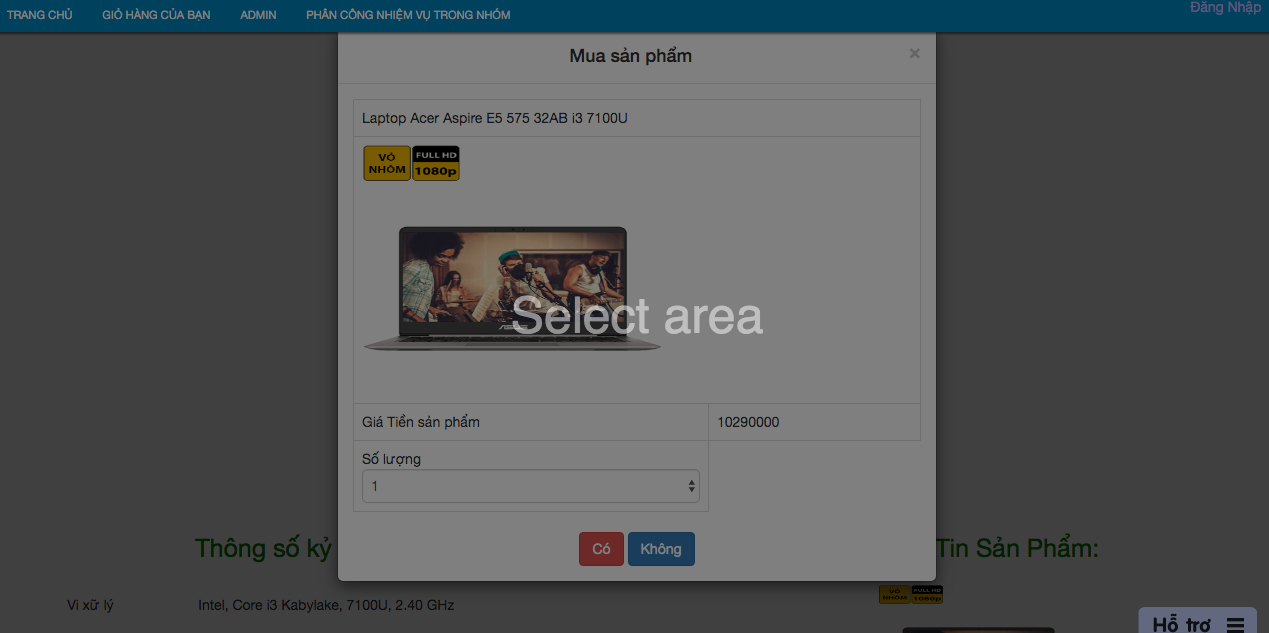 TRANG CHỦ
GIỎ HÀNG CỦA BẠN
ADMIN
PHÂN CÔNG NHIỆM VỤ TRONG NHÓM
Đăng Nhập
Mua sản phẩm
×
Laptop Acer Aspire E5 575 32AB i3 7100U
VỎ
NHÔM
FULL HD
1080p
ASUS
Select area
Giá Tiền sản phẩm
10290000
Số lượng
1
Có
Không
Thông số kỷ
Tin Sản Phẩm:
Vi xữ lý
Intel, Core i3 Kabylake, 7100U, 2.40 GHz
VỎ
NHÔM
FULL HD
1080p
Hỗ trợ